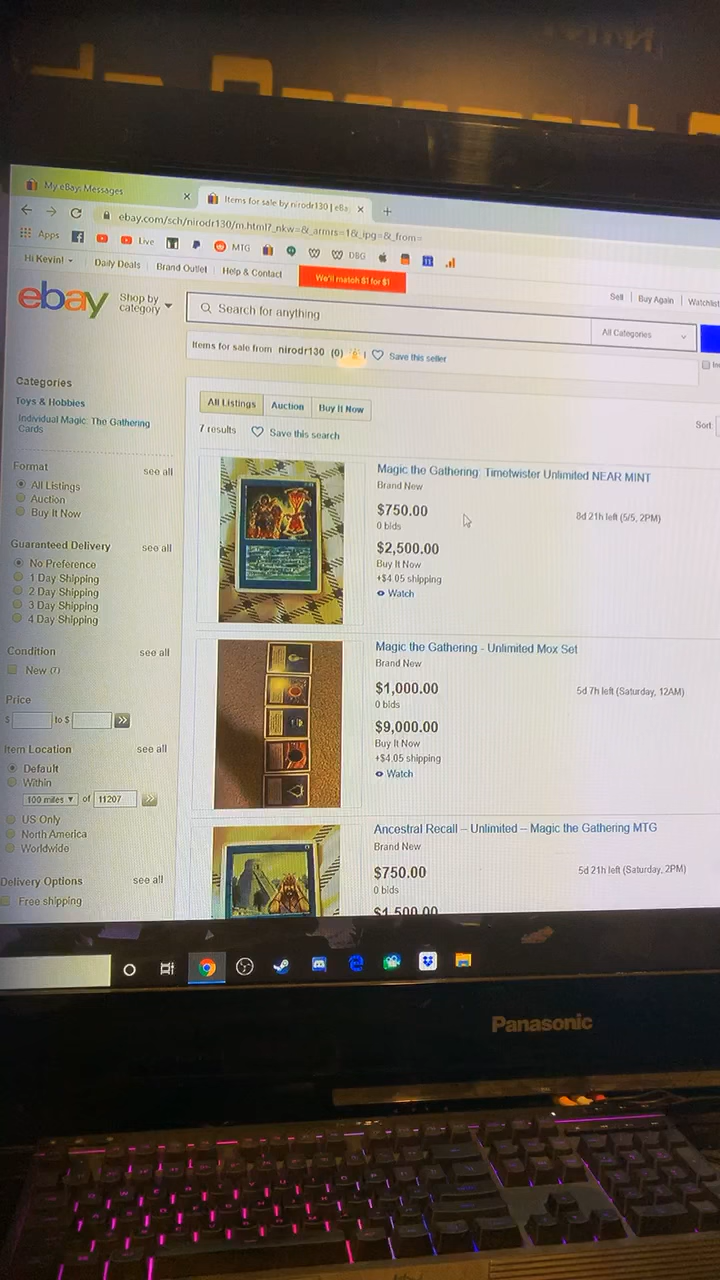 My eBay: Messages
Items for sale by nirodr130 | eBa
ebay.com/sch/nirodr130/m.html?_nkw=&_armrs=1&_ipg=&_from=
Apps
Live
MTG
DBG
Hi Kevin!
Daily Deals
Brand Outlet
Help & Contact
We'll match $1 for $1
Sell
Buy Again
Watchlist
ebay
Shop by
category
Search for anything
All Categories
Items for sale from nirodr130 (0)
Save this seller
Categories
Toys & Hobbies
Individual Magic: The Gathering
Cards
All Listings
Auction
Buy It Now
7 results
Save this search
Sort:
Format
see all
All Listings
Auction
Buy It Now
Guaranteed Delivery
see all
No Preference
1 Day Shipping
2 Day Shipping
3 Day Shipping
4 Day Shipping
Condition
see all
New (7)
Price
$
to $
Item Location
see all
Default
Within
100 miles
of
11207
US Only
North America
Worldwide
Delivery Options
see all
Free shipping
Magic the Gathering: Timetwister Unlimited NEAR MINT
Brand New
$750.00
0 bids
8d 21h left (5/5, 2PM)
$2,500.00
Buy It Now
+$4.05 shipping
Watch
Magic the Gathering - Unlimited Mox Set
Brand New
$1,000.00
0 bids
5d 7h left (Saturday, 12AM)
$9,000.00
Buy It Now
+$4.05 shipping
Watch
Ancestral Recall – Unlimited – Magic the Gathering MTG
Brand New
$750.00
0 bids
5d 21h left (Saturday, 2PM)
$1,500.00
Panasonic